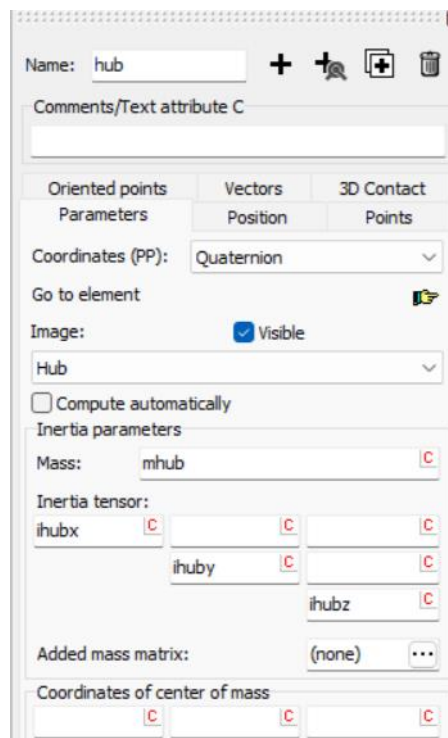 Name: hub
Comments/Text attribute C
Oriented points Vectors 3D Contact
Parameters Position Points
Coordinates (PP): Quaternion
Go to element
Image: Visible
Hub
Compute automatically
Inertia parameters
Mass: mhub C
Inertia tensor:
ihubx C C C
ihuby C C
ihubz C
Added mass matrix: (none) ...
Coordinates of center of mass
C C C